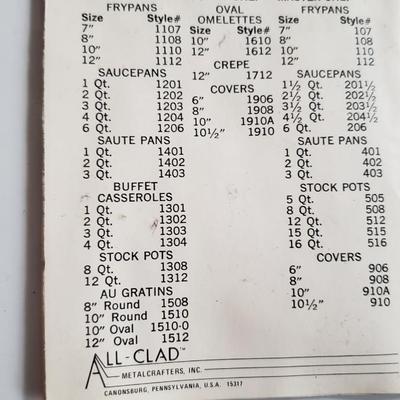 FRYPANS
Size Style#
7" 1107
8" 1108
10" 1110
12" 1112
SAUCEPANS
1 Qt. 1201
2 Qt. 1202
3 Qt. 1203
4 Qt. 1204
6 Qt. 1206
SAUTE PANS
1 Qt. 1401
2 Qt. 1402
3 Qt. 1403
BUFFET
CASSEROLES
1 Qt. 1301
2 Qt. 1302
3 Qt. 1303
4 Qt. 1304
STOCK POTS
8 Qt. 1308
12 Qt. 1312
AU GRATINS
8" Round 1508
10" Round 1510
10" Oval 1510-0
12" Oval 1512
OVAL
OMELETTES
10" 1610
12" 1612
CREPE
12" 1712
COVERS
6" 1906
8" 1908
10" 1910A
10½" 1910
FRYPANS
Size Style#
7" 107
8" 108
10" 110
12" 112
SAUCEPANS
1½ Qt. 201½
2½ Qt. 202½
3½ Qt. 203½
4½ Qt. 204½
6 Qt. 206
SAUTE PANS
1 Qt. 401
2 Qt. 402
3 Qt. 403
STOCK POTS
5 Qt. 505
8 Qt. 508
12 Qt. 512
15 Qt. 515
16 Qt. 516
COVERS
6" 906
8" 908
10" 910A
10½" 910
ALL-CLAD™
METALCRAFTERS, INC.
CANONSBURG, PENNSYLVANIA, U.S.A. 15317